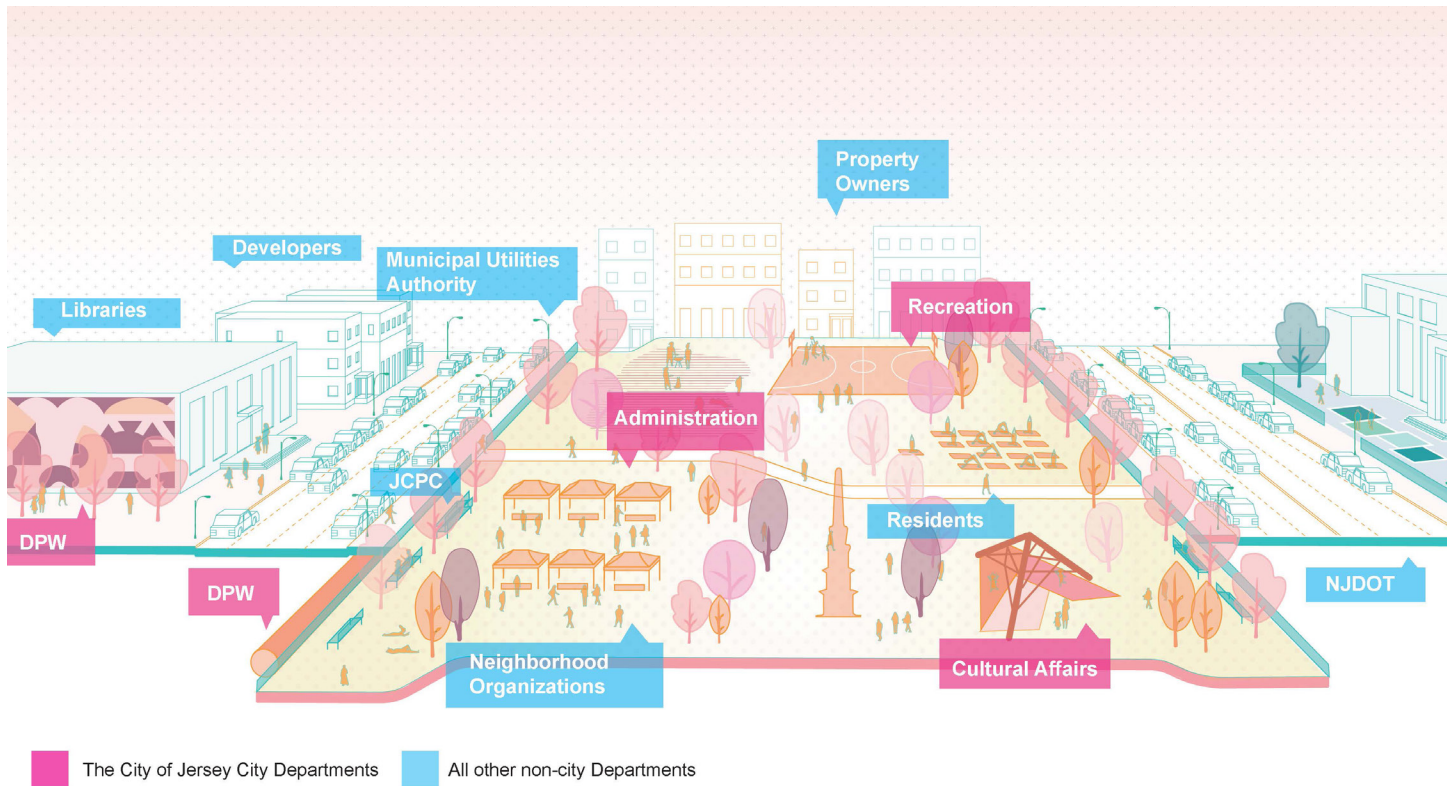 Property
Owners
Developers
Municipal Utilities
Authority
Libraries
Recreation
Administration
JCPC
Residents
DPW
DPW
NJDOT
Neighborhood
Organizations
Cultural Affairs
The City of Jersey City Departments
All other non-city Departments